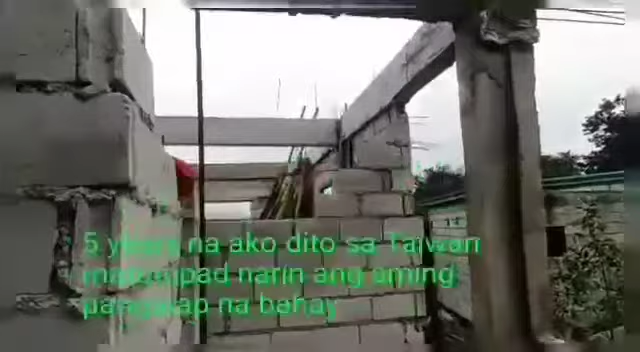 5 years na ako dito sa Taiwan
matutupad narin ang aming
pangarap na bahay